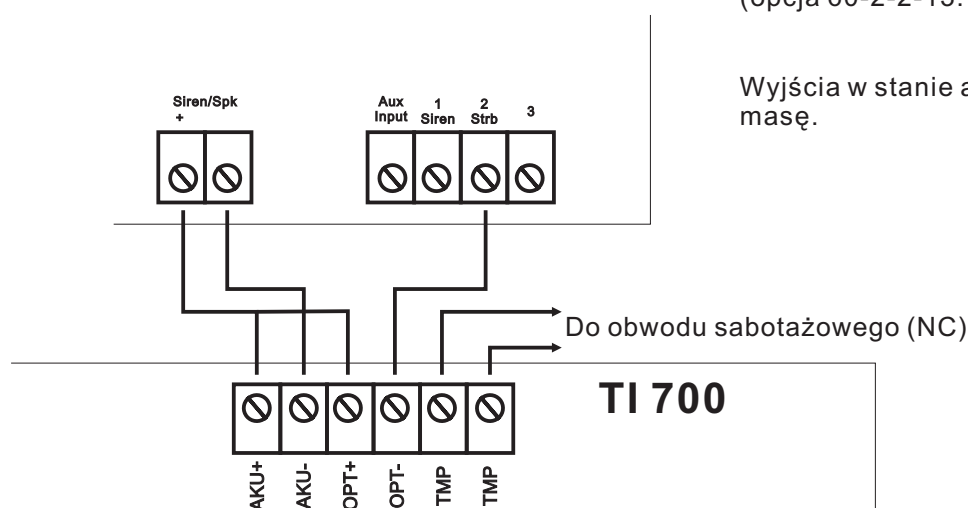 (opcja 60-2-2-13.
Wyjścia w stanie a
masę.
Siren/Spk
+
Aux
Input
1
Siren
2
Strb
3
Do obwodu sabotażowego (NC)
TI 700
AKU+
AKU-
OPT+
OPT-
TMP
TMP